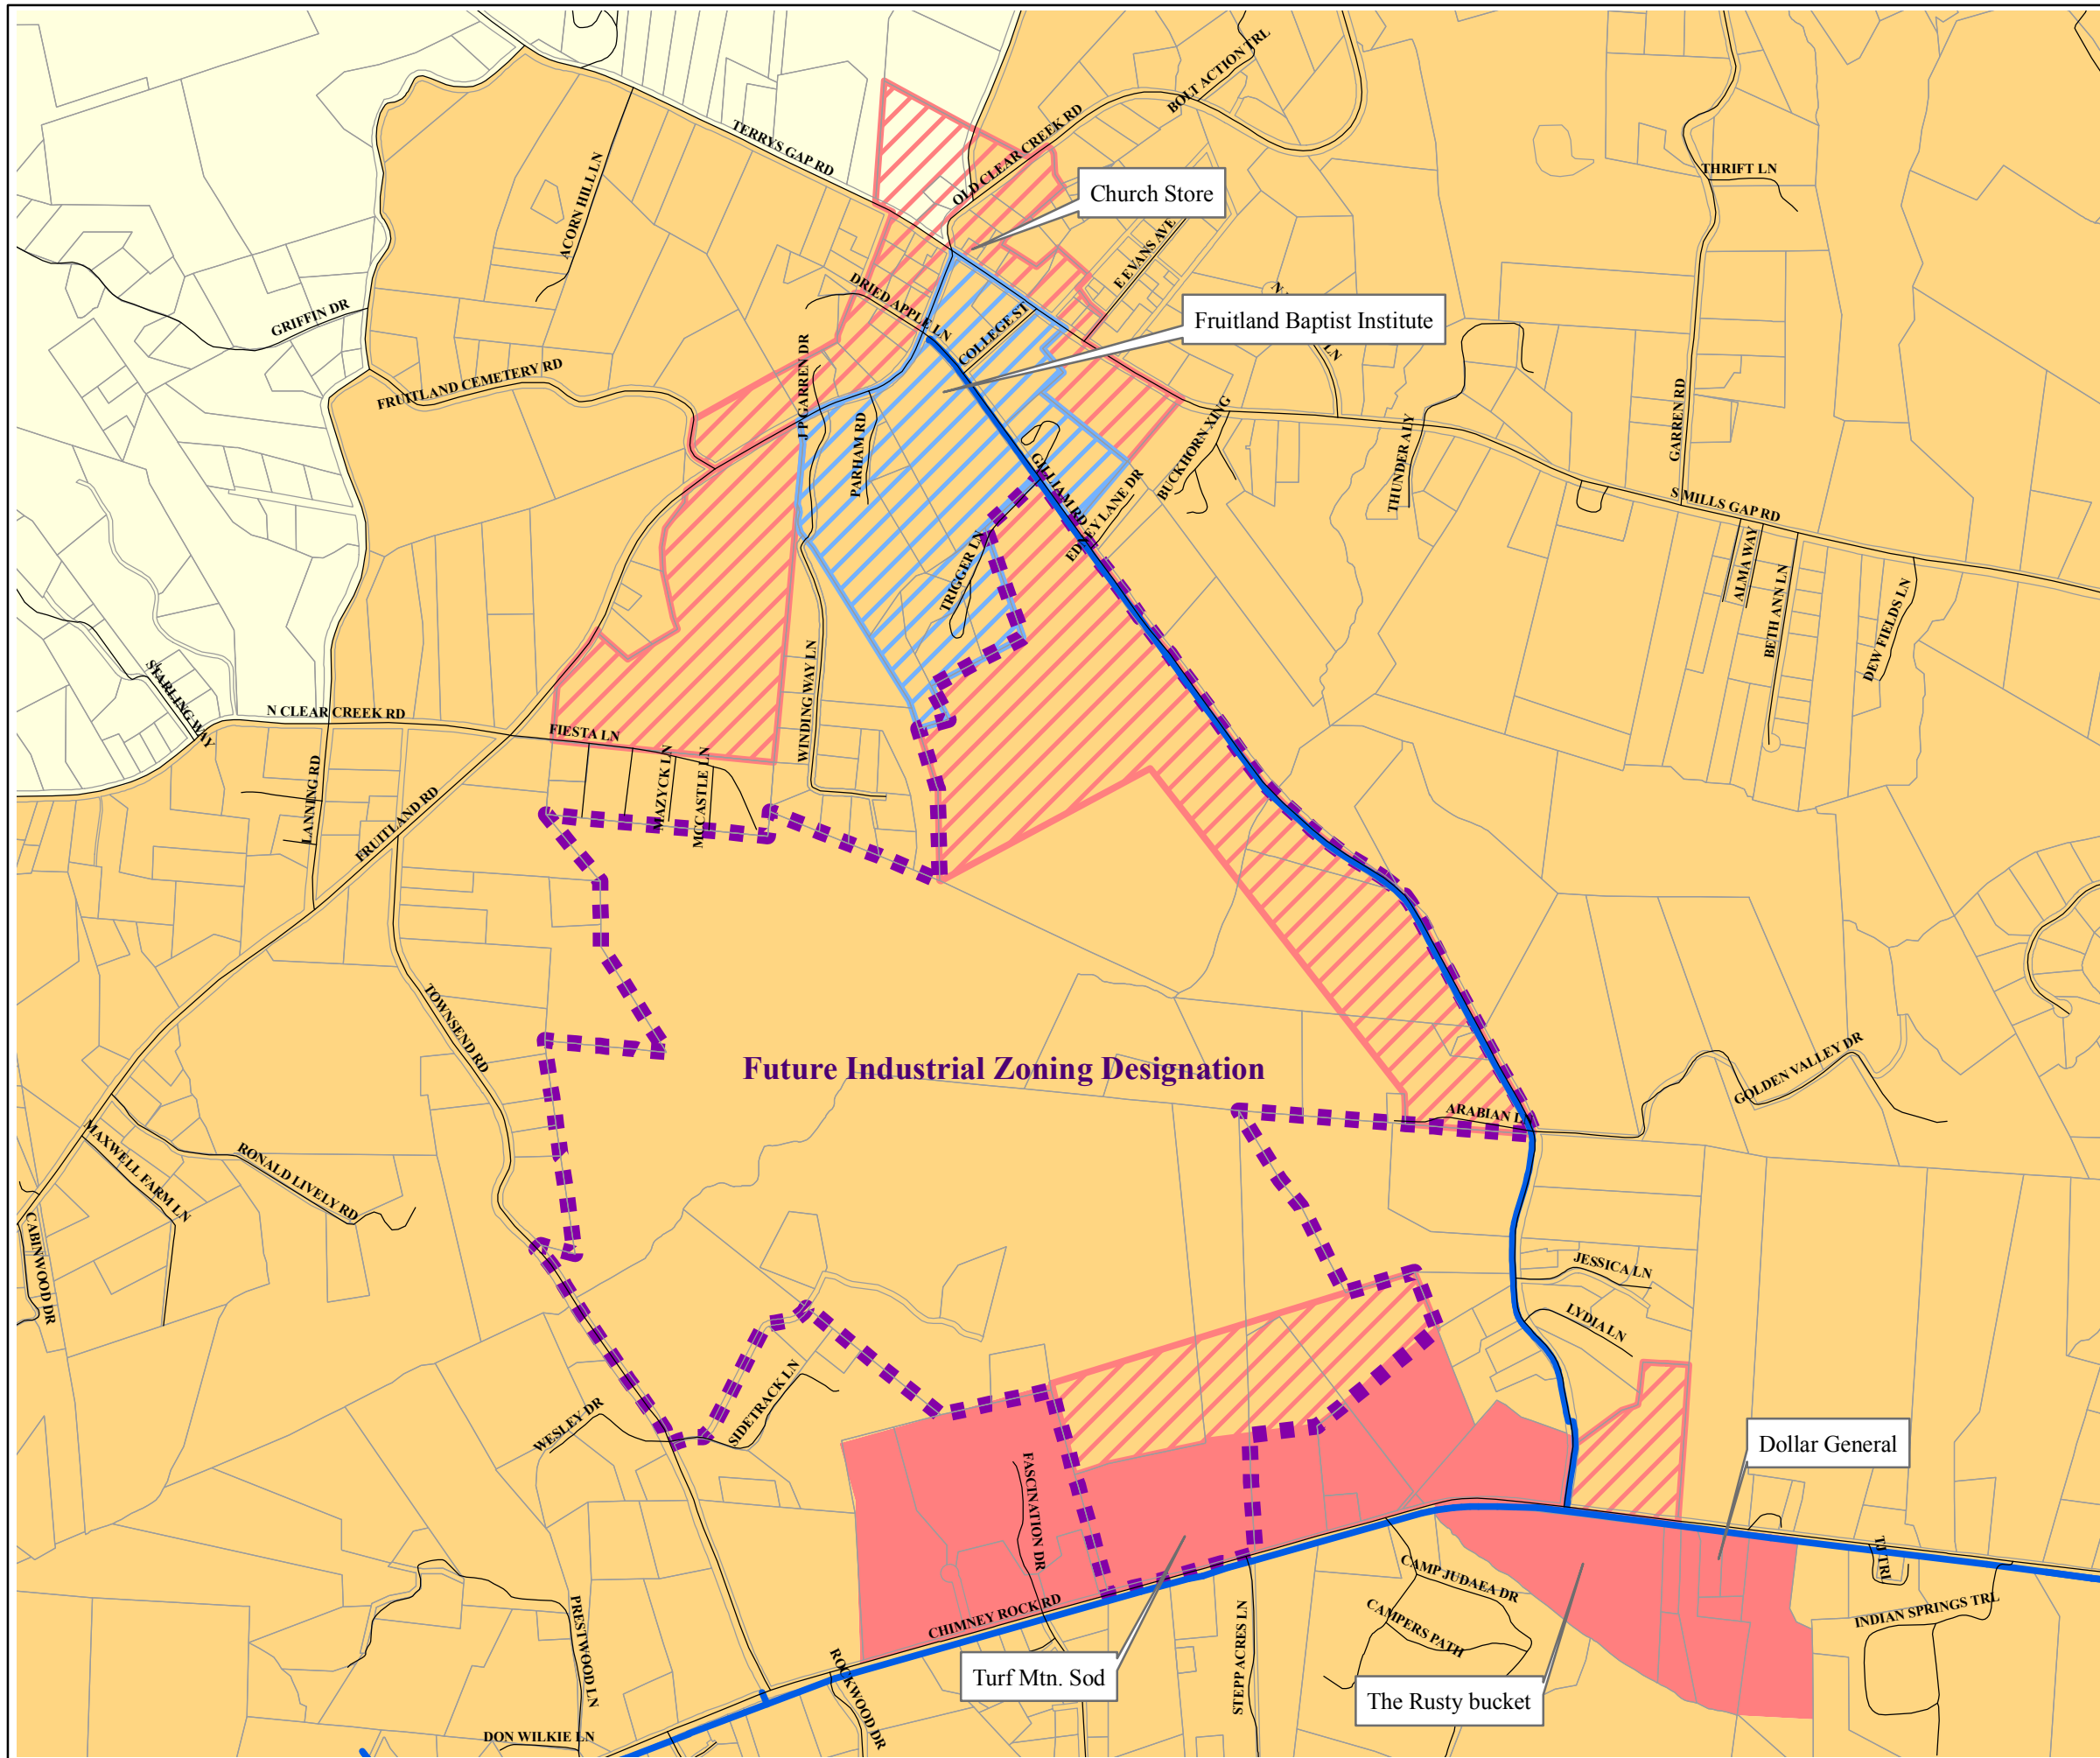 BOLT ACTION TRL
TERRYS GAP RD
OLD CLEAR CREEK RD
THRIFT LN
ACORN HILL LN
Church Store
E EVANS AVE
GRIFFIN DR
DRIED APPLE LN
COLLEGE ST
Fruitland Baptist Institute
LN
FRUITLAND CEMETERY RD
J P GARREN DR
GARREN RD
PARHAM RD
BUCKHORN XING
THUNDER ALY
GILLIAM RD
S MILLS GAP RD
LANE DR
TRIGGER LN
ALMA WAY
BETH ANN LN
DEW FIELDS LN
STARLING WAY
N CLEAR CREEK RD
WINDING WAY LN
FIESTA LN
MAZYCK LN
MCCASTLE LN
LANNING RD
FRUITLAND RD
TOWNSEND RD
Future Industrial Zoning Designation
GOLDEN VALLEY DR
ARABIAN LN
MAXWELL FARM LN
RONALD LIVELY RD
CABINWOOD DR
JESSICA LN
LYDIA LN
WESLEY DR
SIDETRACK LN
Dollar General
FASCINATION DR
TJ TRL
CAMP JUDAEA DR
CHIMNEY ROCK RD
CAMPERS PATH
INDIAN SPRINGS TRL
PRESTWOOD LN
STEPP ACRES LN
Turf Mtn. Sod
The Rusty bucket
ROCKWOOD DR
DON WILKIE LN